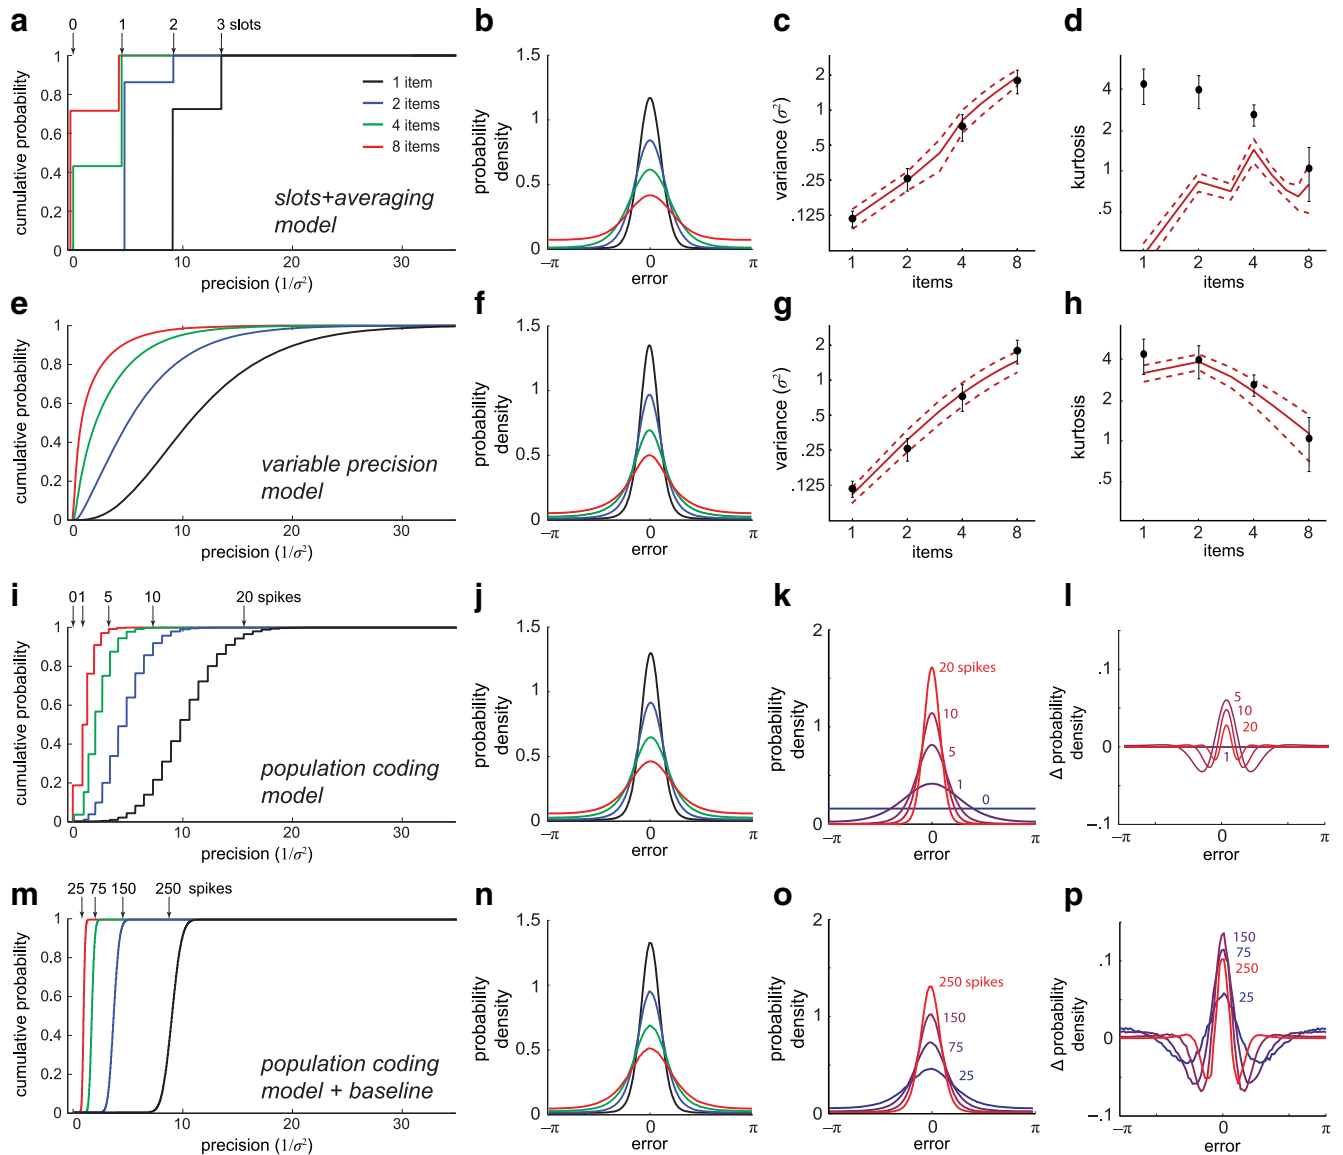 a
0 1 2 3 slots
1
0.8
0.6
0.4
0.2
0
cumulative probability
1 item
2 items
4 items
8 items
slots+averaging
model
0 10 20 30
precision (1/σ²)
b
1.5
1
0.5
0
probability
density
−π 0 π
error
c
2
1
.5
.25
.125
variance (σ²)
1 2 4 8
items
d
4
2
1
.5
kurtosis
1 2 4 8
items
e
1
0.8
0.6
0.4
0.2
0
cumulative probability
variable precision
model
0 10 20 30
precision (1/σ²)
f
1.5
1
0.5
0
probability
density
−π 0 π
error
g
2
1
.5
.25
.125
variance (σ²)
1 2 4 8
items
h
4
2
1
.5
kurtosis
1 2 4 8
items
i
01 5 10 20 spikes
1
0.8
0.6
0.4
0.2
0
cumulative probability
population coding
model
0 10 20 30
precision (1/σ²)
j
1.5
1
0.5
0
probability
density
−π 0 π
error
k
2
1
0
probability
density
20 spikes
10
5
1
0
−π 0 π
error
l
.1
0
−.1
Δ probability
density
5
10
20
1
−π 0 π
error
m
25 75 150 250 spikes
1
0.8
0.6
0.4
0.2
0
cumulative probability
population coding
model + baseline
0 10 20 30
precision (1/σ²)
n
1.5
1
0.5
0
probability
density
−π 0 π
error
o
2
1
0
probability
density
250 spikes
150
75
25
−π 0 π
error
p
.1
0
−.1
Δ probability
density
150
75
250
25
−π 0 π
error